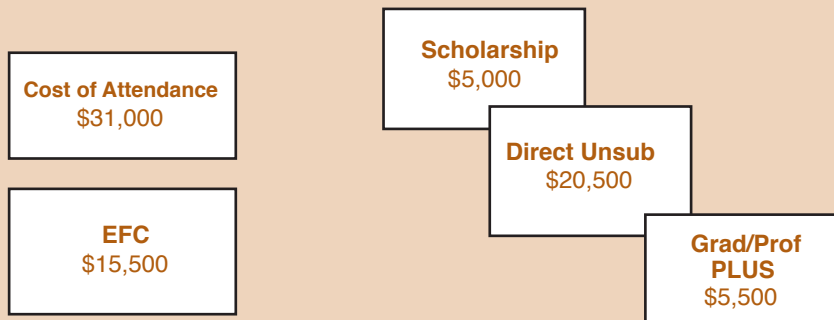 Cost of Attendance
$31,000
EFC
$15,500
Scholarship
$5,000
Direct Unsub
$20,500
Grad/Prof
PLUS
$5,500